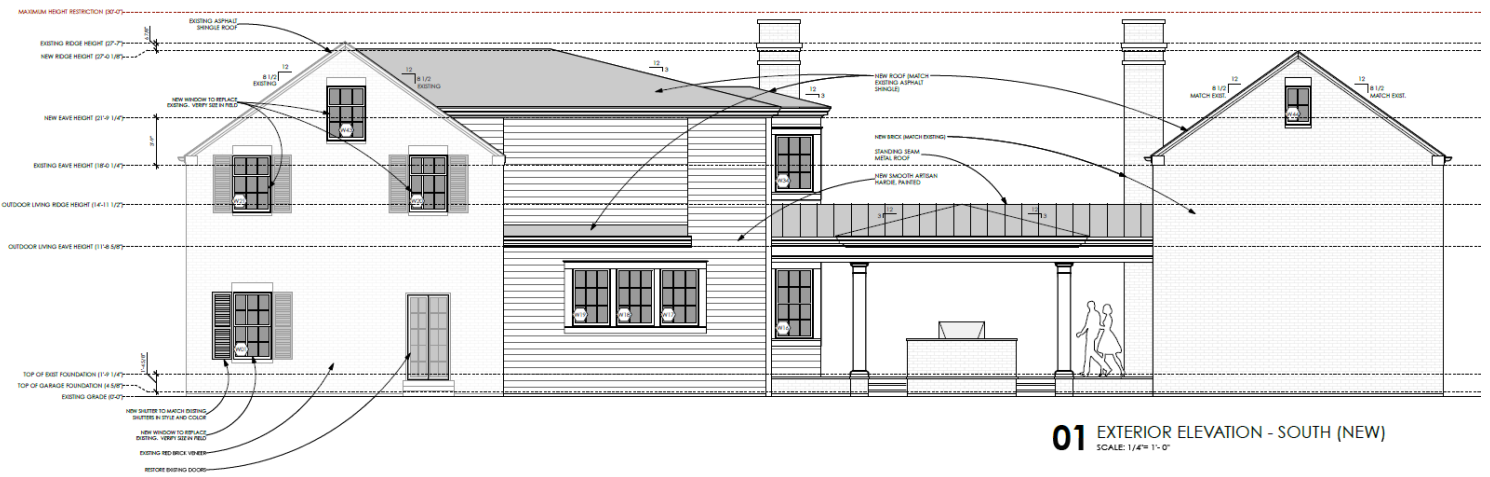 MAXIMUM HEIGHT RESTRICTION (30'-0")
EXISTING RIDGE HEIGHT (27'-7")
NEW RIDGE HEIGHT (27'-0 1/8")
NEW EAVE HEIGHT (21'-9 1/4")
EXISTING EAVE HEIGHT (18'-0 1/4")
OUTDOOR LIVING RIDGE HEIGHT (14'-11 1/2")
OUTDOOR LIVING EAVE HEIGHT (11'-8 5/8")
TOP OF EXIST FOUNDATION (1'-9 1/4")
TOP OF GARAGE FOUNDATION (4 5/8")
EXISTING GRADE (0'-0")
EXISTING ASPHALT
SHINGLE ROOF
12
8 1/2
EXISTING
12
8 1/2
EXISTING
NEW WINDOW TO REPLACE
EXISTING. VERIFY SIZE IN FIELD
12
3
12
3
NEW ROOF (MATCH
EXISTING ASPHALT
SHINGLE)
NEW BRICK (MATCH EXISTING)
STANDING SEAM
METAL ROOF
NEW SMOOTH ARTISAN
HARDIE, PAINTED
12
8 1/2
MATCH EXIST.
12
8 1/2
MATCH EXIST.
12
3
12
3
W19
W18
W17
W16
NEW SHUTTER TO MATCH EXISTING
SHUTTERS IN STYLE AND COLOR
NEW WINDOW TO REPLACE
EXISTING. VERIFY SIZE IN FIELD
EXISTING RED BRICK VENEER
RESTORE EXISTING DOORS
01 EXTERIOR ELEVATION - SOUTH (NEW)
SCALE: 1/4"= 1'- 0"